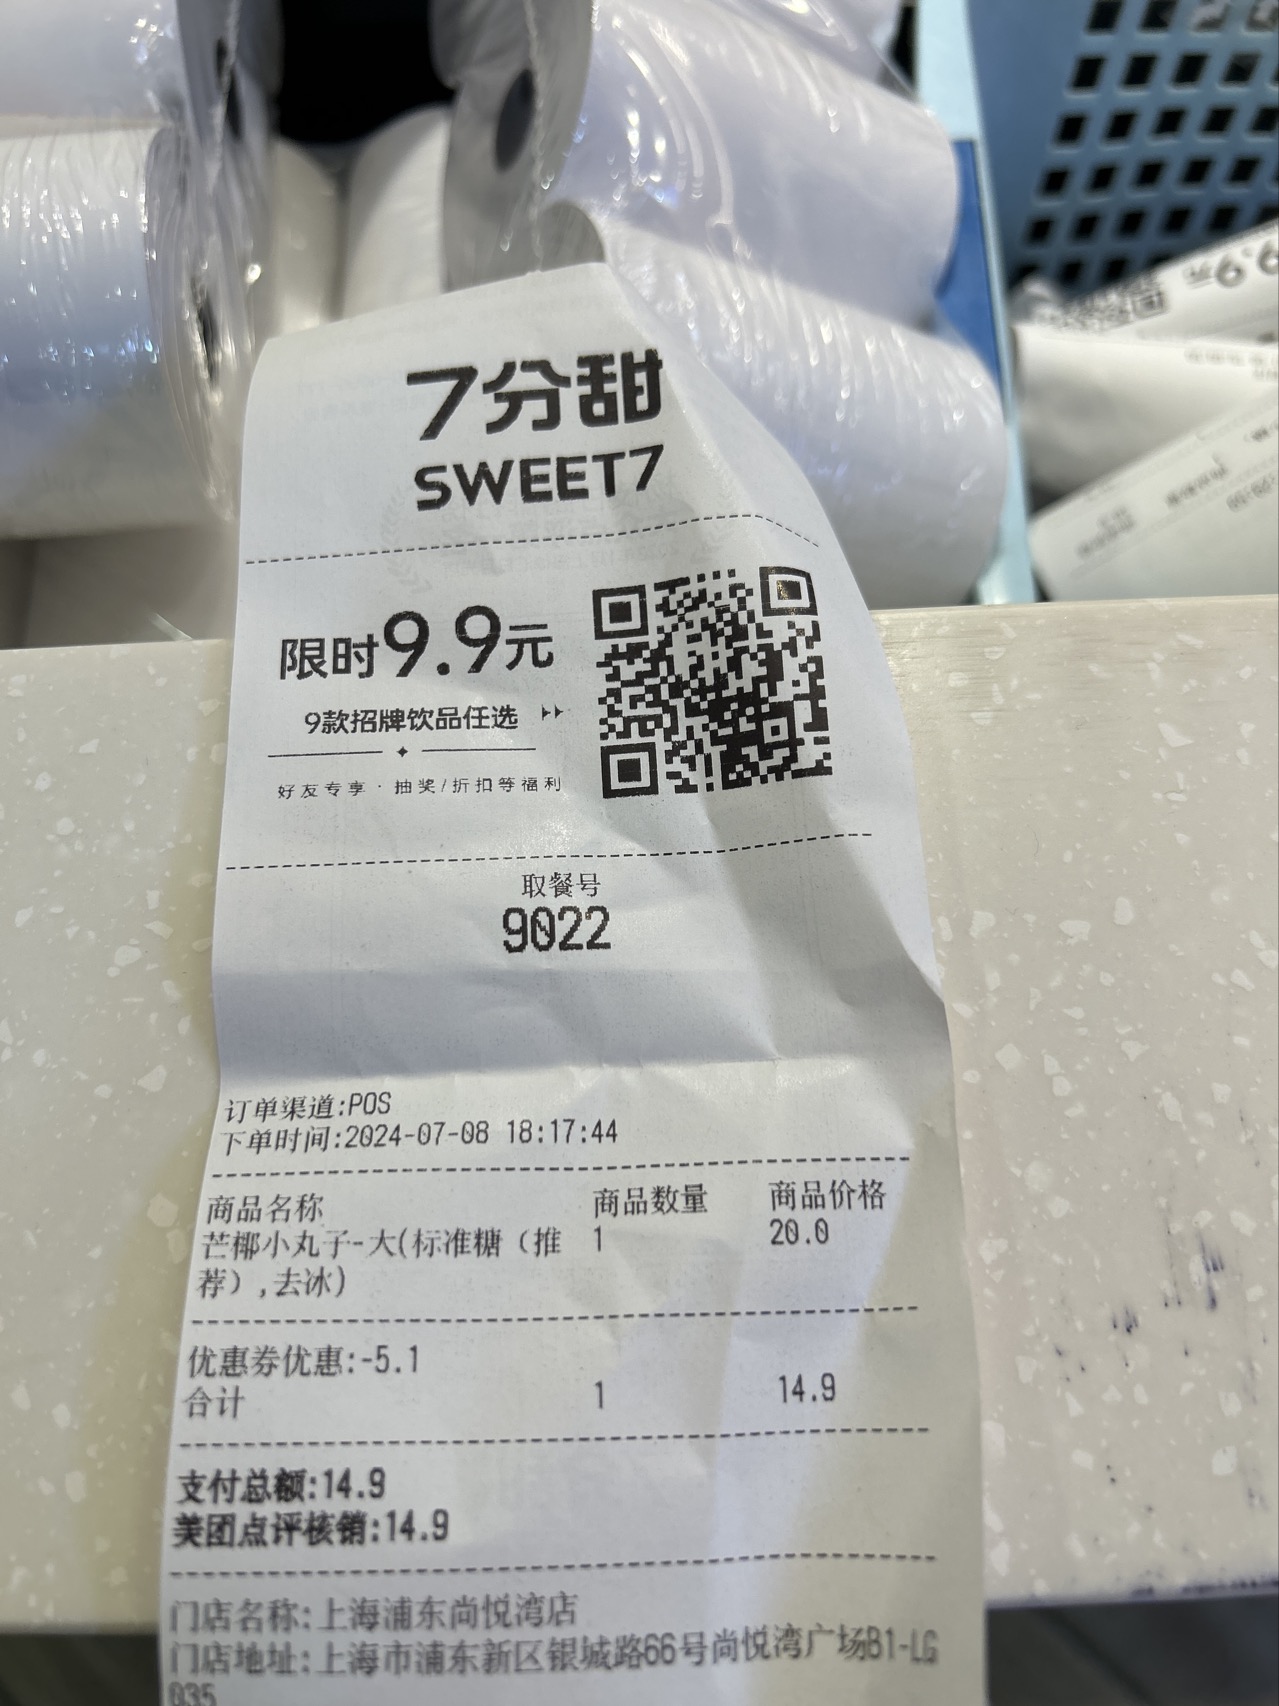 7分甜
SWEET7
限时9.9元
9款招牌饮品任选
好友专享·抽奖/折扣等福利
取餐号
9022
订单渠道:POS
下单时间:2024-07-08 18:17:44
商品名称 商品数量 商品价格
芒椰小丸子-大(标准糖（推 1 20.0
荐）,去冰)
优惠券优惠:-5.1
合计 1 14.9
支付总额:14.9
美团点评核销:14.9
门店名称:上海浦东尚悦湾店
门店地址:上海市浦东新区银城路66号尚悦湾广场B1-LG
035
9.9元